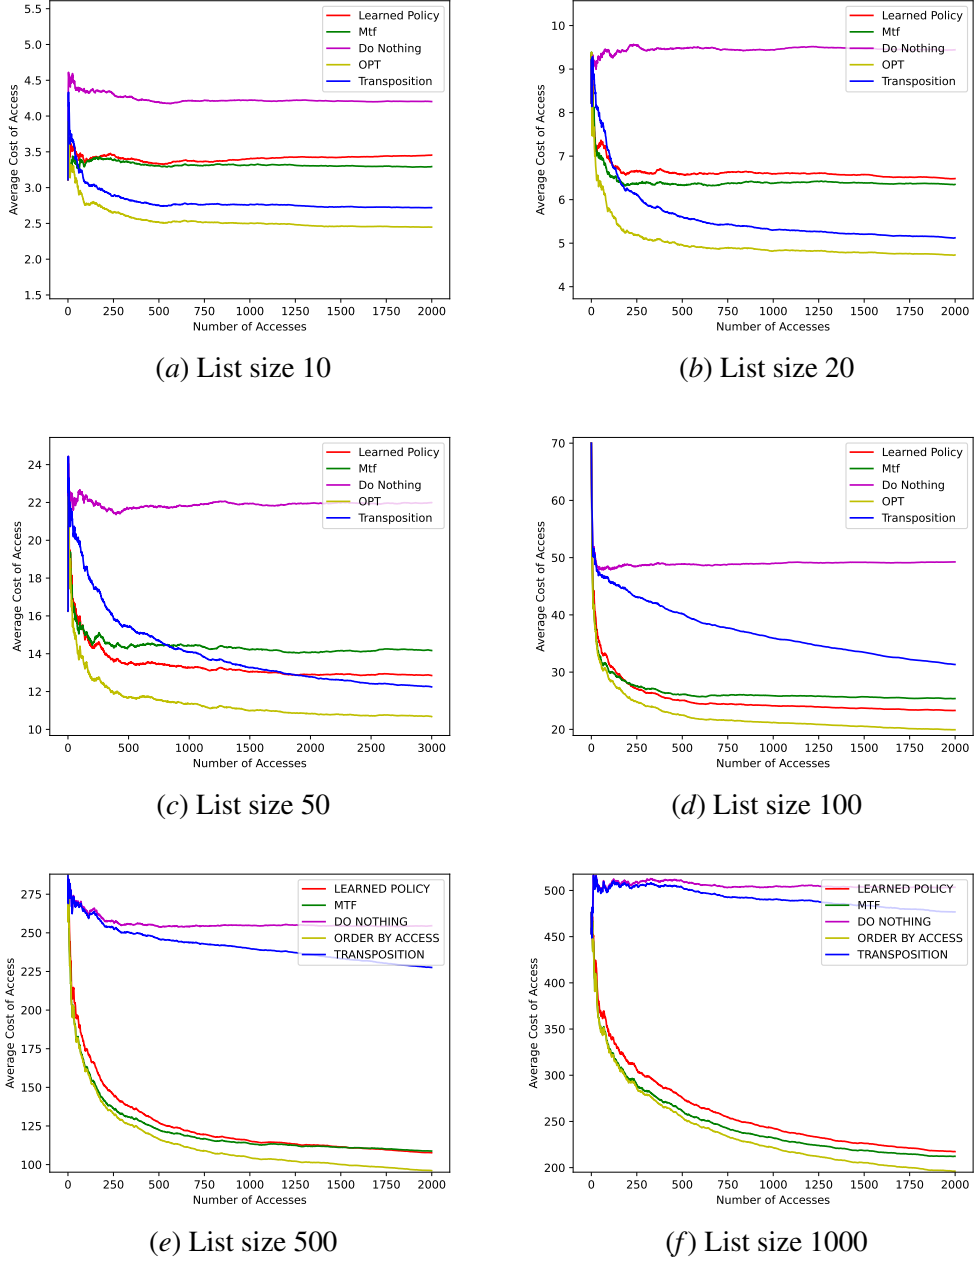 5.5
5.0
4.5
4.0
3.5
3.0
2.5
2.0
1.5
Average Cost of Access
0 250 500 750 1000 1250 1500 1750 2000
Number of Accesses
Learned Policy
Mtf
Do Nothing
OPT
Transposition
(a) List size 10
10
9
8
7
6
5
4
Average Cost of Access
0 250 500 750 1000 1250 1500 1750 2000
Number of Accesses
Learned Policy
Mtf
Do Nothing
OPT
Transposition
(b) List size 20
24
22
20
18
16
14
12
10
Average Cost of Access
0 500 1000 1500 2000 2500 3000
Number of Accesses
Learned Policy
Mtf
Do Nothing
OPT
Transposition
(c) List size 50
70
60
50
40
30
20
Average Cost of Access
0 250 500 750 1000 1250 1500 1750 2000
Number of Accesses
Learned Policy
Mtf
Do Nothing
OPT
Transposition
(d) List size 100
275
250
225
200
175
150
125
100
Average Cost of Access
0 250 500 750 1000 1250 1500 1750 2000
Number of Accesses
LEARNED POLICY
MTF
DO NOTHING
ORDER BY ACCESS
TRANSPOSITION
(e) List size 500
500
450
400
350
300
250
200
Average Cost of Access
0 250 500 750 1000 1250 1500 1750 2000
Number of Accesses
LEARNED POLICY
MTF
DO NOTHING
ORDER BY ACCESS
TRANSPOSITION
(f) List size 1000